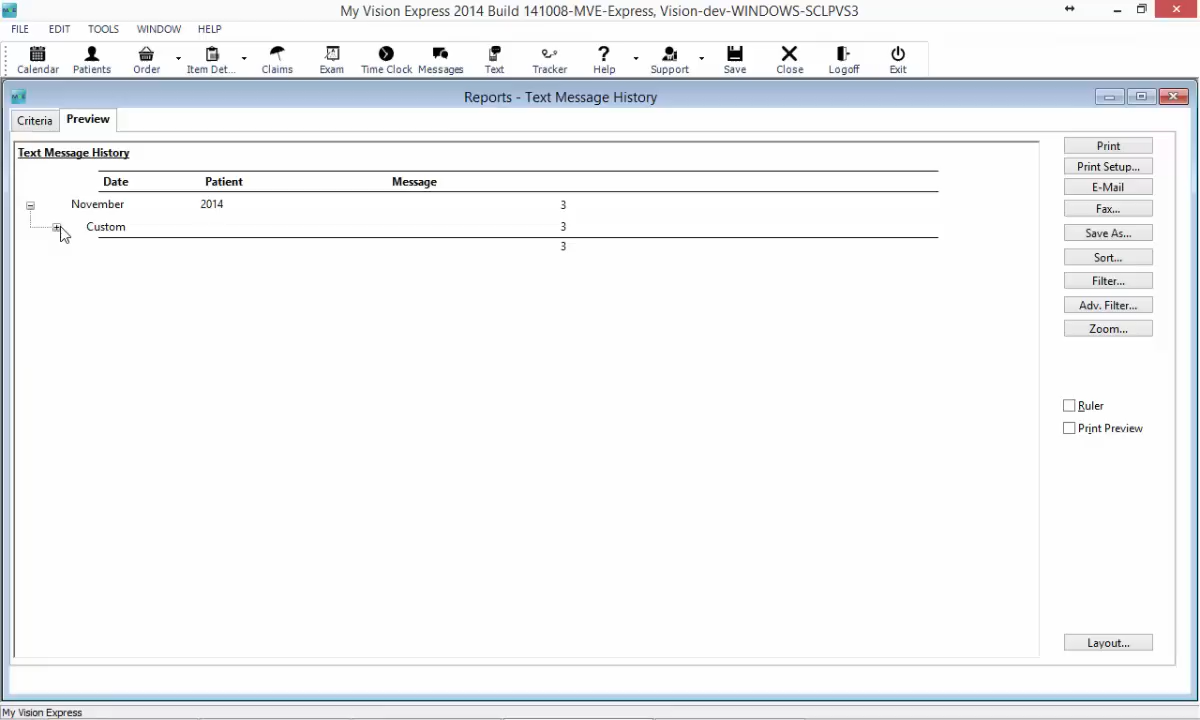 My Vision Express 2014 Build 141008-MVE-Express, Vision-dev-WINDOWS-SCLPVS3
FILE EDIT TOOLS WINDOW HELP
Calendar Patients Order Item Det... Claims Exam Time Clock Messages Text Tracker Help Support Save Close Logoff Exit
Reports - Text Message History
Criteria Preview
Text Message History
Date Patient Message
November 2014 3
Custom 3
3
Print
Print Setup...
E-Mail
Fax...
Save As...
Sort...
Filter...
Adv. Filter...
Zoom...
Ruler
Print Preview
Layout...
My Vision Express